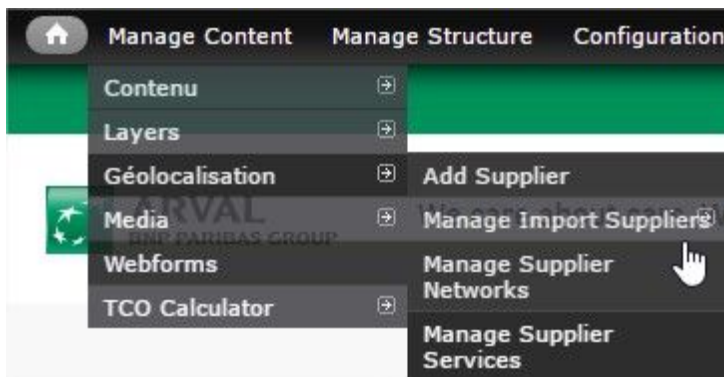 Manage Content Manage Structure Configuration
Contenu
Layers
Géolocalisation Add Supplier
ARVAL
Media Manage Import Suppliers
BNP PARIBAS GROUP
Webforms Manage Supplier
Networks
TCO Calculator
Manage Supplier
Services